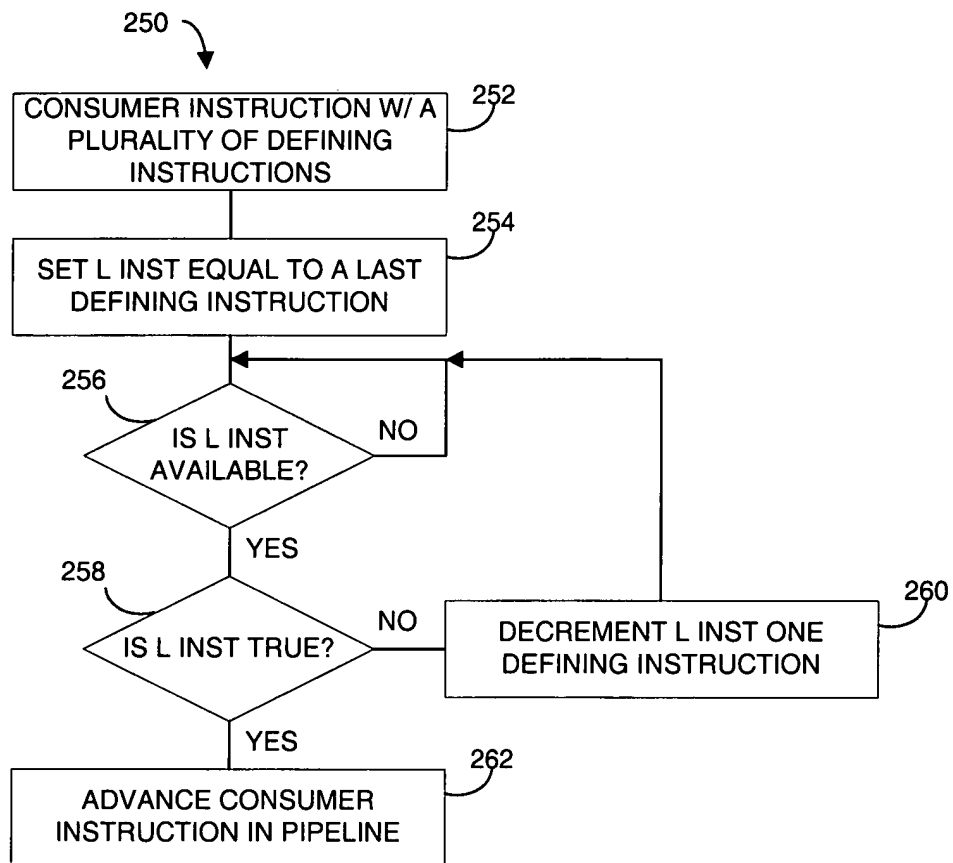 250
CONSUMER INSTRUCTION W/ A
PLURALITY OF DEFINING
INSTRUCTIONS
252
254
SET L INST EQUAL TO A LAST
DEFINING INSTRUCTION
256
IS L INST
AVAILABLE?
NO
YES
258
IS L INST TRUE?
NO
260
DECREMENT L INST ONE
DEFINING INSTRUCTION
YES
262
ADVANCE CONSUMER
INSTRUCTION IN PIPELINE